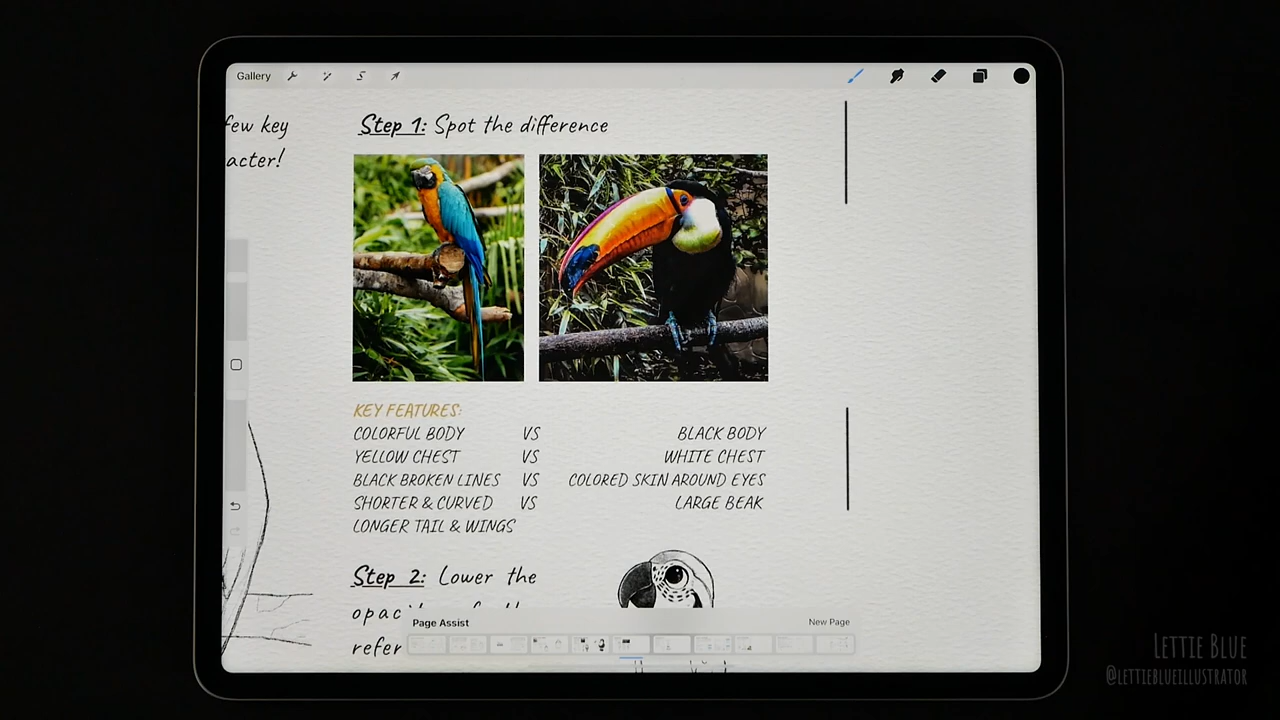 Gallery
few key
acter!
Step 1: Spot the difference
KEY FEATURES:
COLORFUL BODY VS BLACK BODY
YELLOW CHEST VS WHITE CHEST
BLACK BROKEN LINES VS COLORED SKIN AROUND EYES
SHORTER & CURVED VS LARGE BEAK
LONGER TAIL & WINGS
Step 2: Lower the
opac
refer
Page Assist
New Page
LETTIE BLUE
@LETTIEBLUEILLUSTRATOR